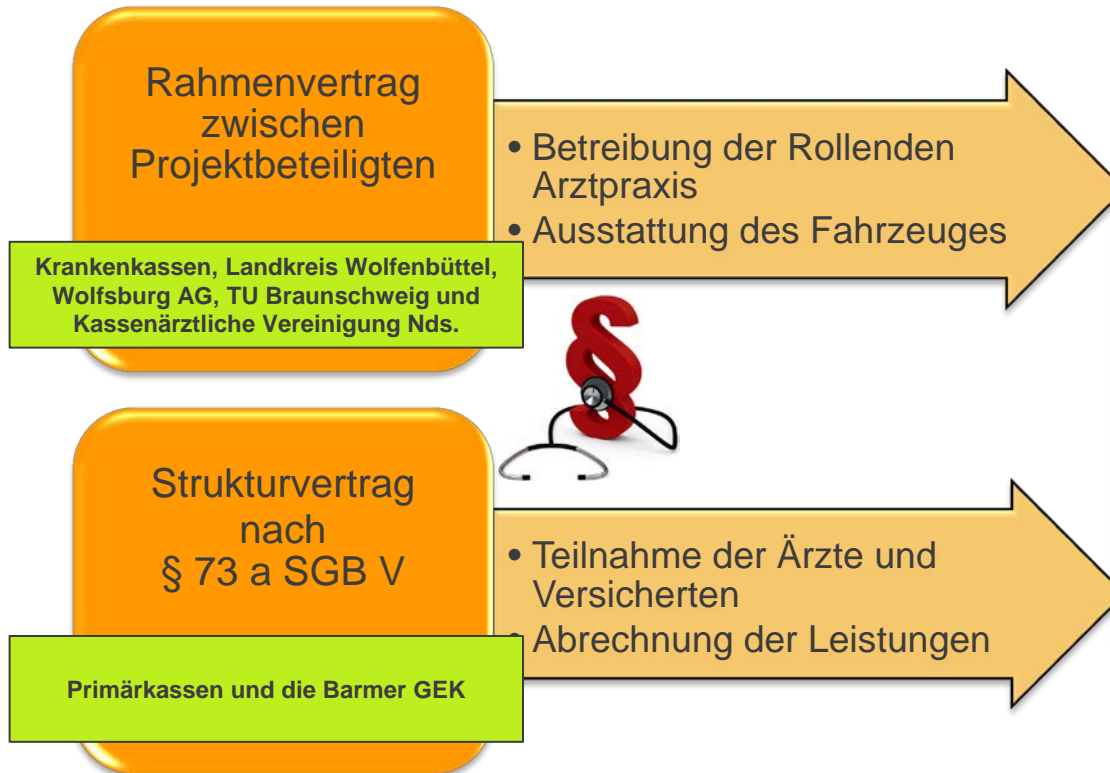 Rahmenvertrag
zwischen
Projektbeteiligten
Krankenkassen, Landkreis Wolfenbüttel,
Wolfsburg AG, TU Braunschweig und
Kassenärztliche Vereinigung Nds.
• Betreibung der Rollenden
Arztpraxis
• Ausstattung des Fahrzeuges
§
Strukturvertrag
nach
§ 73 a SGB V
Primärkassen und die Barmer GEK
• Teilnahme der Ärzte und
Versicherten
• Abrechnung der Leistungen